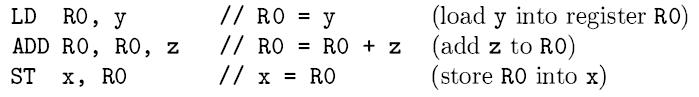 LD R0, y // R0 = y (load y into register R0)
ADD R0, R0, z // R0 = R0 + z (add z to R0)
ST x, R0 // x = R0 (store R0 into x)